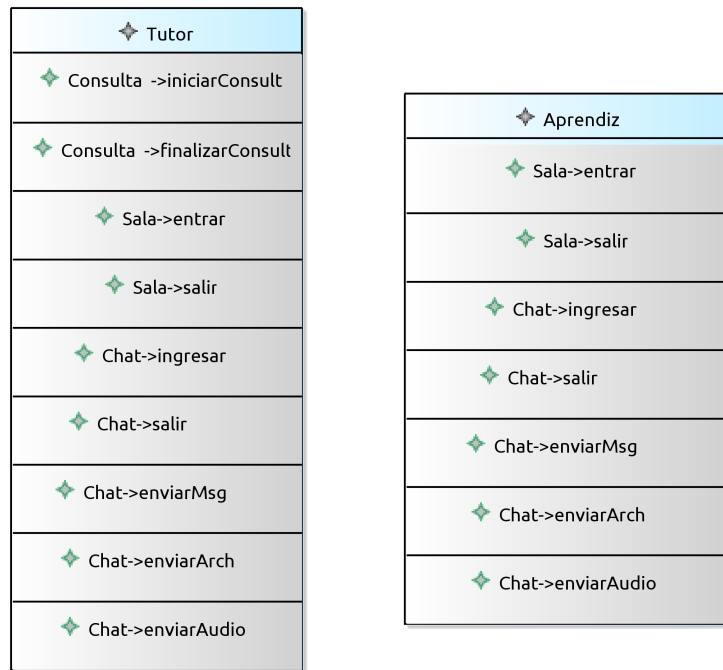 Tutor
Consulta ->iniciarConsult
Consulta ->finalizarConsult
Sala->entrar
Sala->salir
Chat->ingresar
Chat->salir
Chat->enviarMsg
Chat->enviarArch
Chat->enviarAudio
Aprendiz
Sala->entrar
Sala->salir
Chat->ingresar
Chat->salir
Chat->enviarMsg
Chat->enviarArch
Chat->enviarAudio